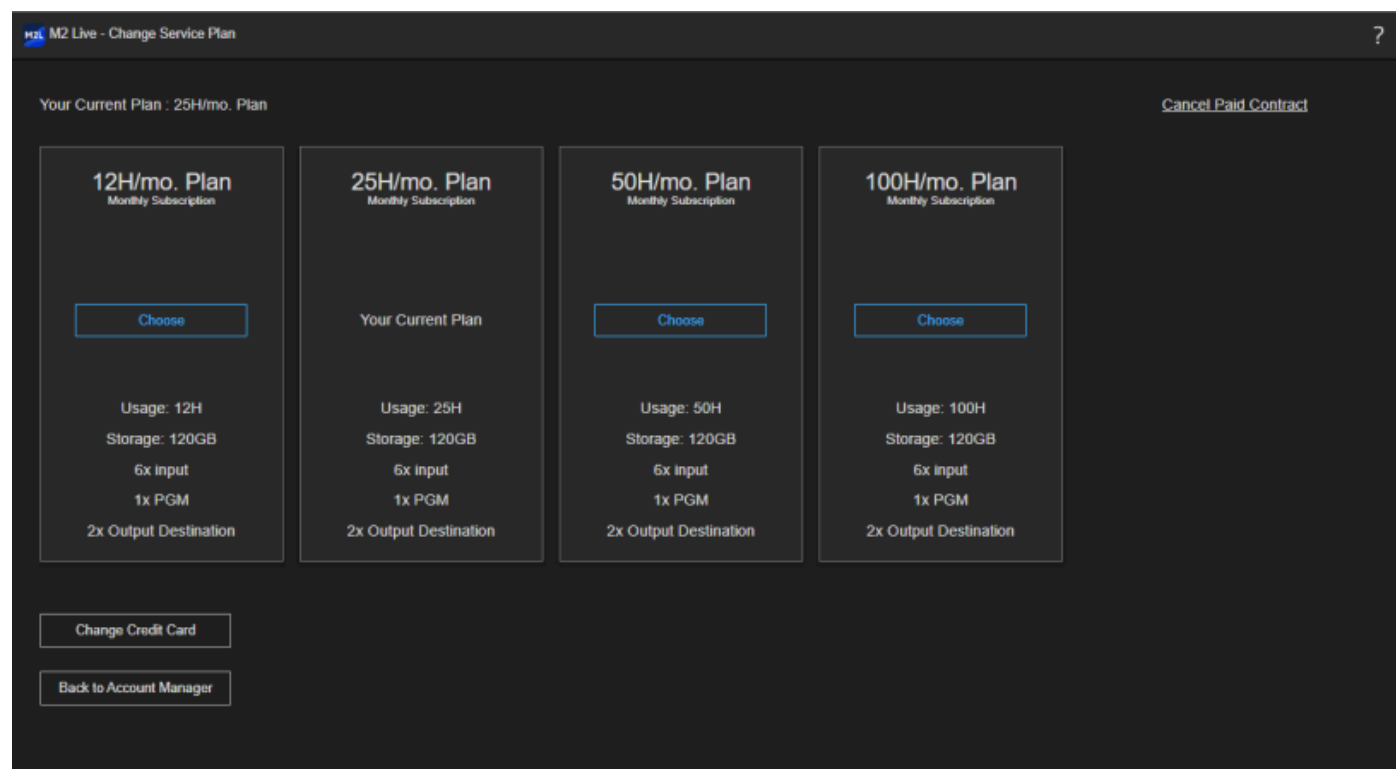 M2L M2 Live - Change Service Plan
?
Your Current Plan : 25H/mo. Plan
Cancel Paid Contract
12H/mo. Plan
Monthly Subscription
Choose
Usage: 12H
Storage: 120GB
6x input
1x PGM
2x Output Destination
25H/mo. Plan
Monthly Subscription
Your Current Plan
Usage: 25H
Storage: 120GB
6x input
1x PGM
2x Output Destination
50H/mo. Plan
Monthly Subscription
Choose
Usage: 50H
Storage: 120GB
6x input
1x PGM
2x Output Destination
100H/mo. Plan
Monthly Subscription
Choose
Usage: 100H
Storage: 120GB
6x input
1x PGM
2x Output Destination
Change Credit Card
Back to Account Manager